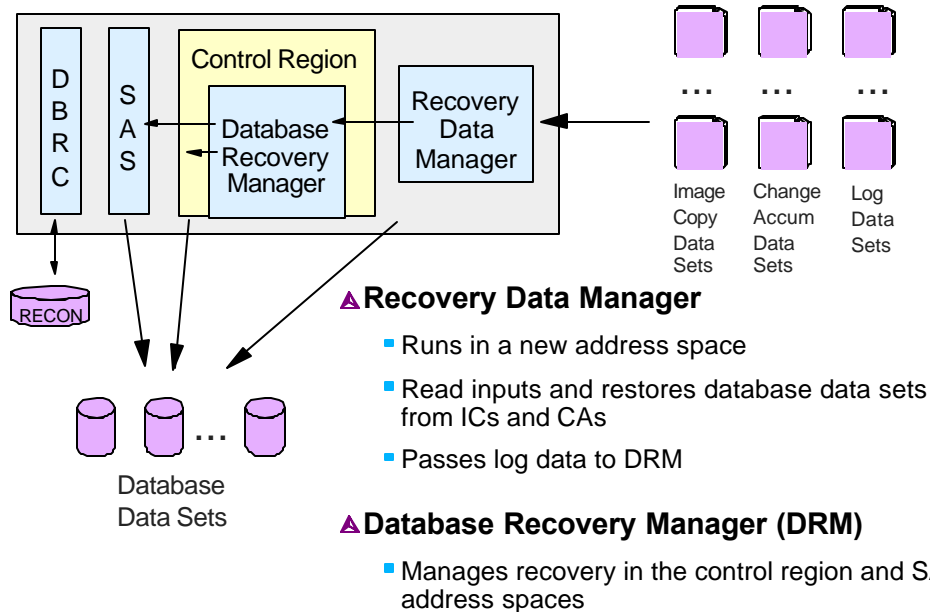 D
B
R
C
S
A
S
Control Region
Database
Recovery
Manager
Recovery
Data
Manager
...
...
...
Image
Copy
Data
Sets
Change
Accum
Data
Sets
Log
Data
Sets
RECON
...
Database
Data Sets
Recovery Data Manager
Runs in a new address space
Read inputs and restores database data sets
from ICs and CAs
Passes log data to DRM
Database Recovery Manager (DRM)
Manages recovery in the control region and
address spaces